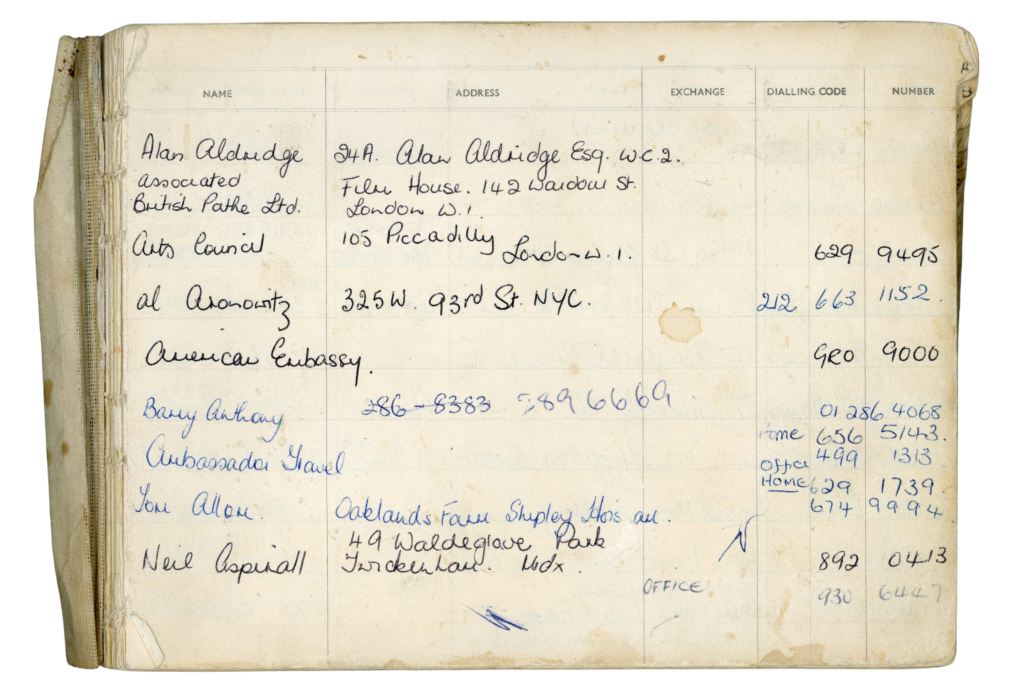 NAME ADDRESS EXCHANGE DIALLING CODE NUMBER
A
B
Alan Aldridge 24A. Alan Aldridge Esq. W.C.2.
Associated Film House. 142 Wardour St.
British Pathe Ltd. London W.1.
Arts Council 105 Piccadilly London W.1. 629 9495
al Aronowitz 325 W. 93rd St. NYC. 212 663 1152.
American Embassy. GRO 9000
Barry Anthony 286-8383 289 6669 01 286 4068
Home 656 5143.
Ambassador Travel Office 499 1313
HOME 629 1739.
Tom Allom. Oaklands Farm Shipley Hors 674 9994
49 Waldegrave Park
Neil Aspinall Twickenham. Mdx. 892 0413
OFFICE 930 6447